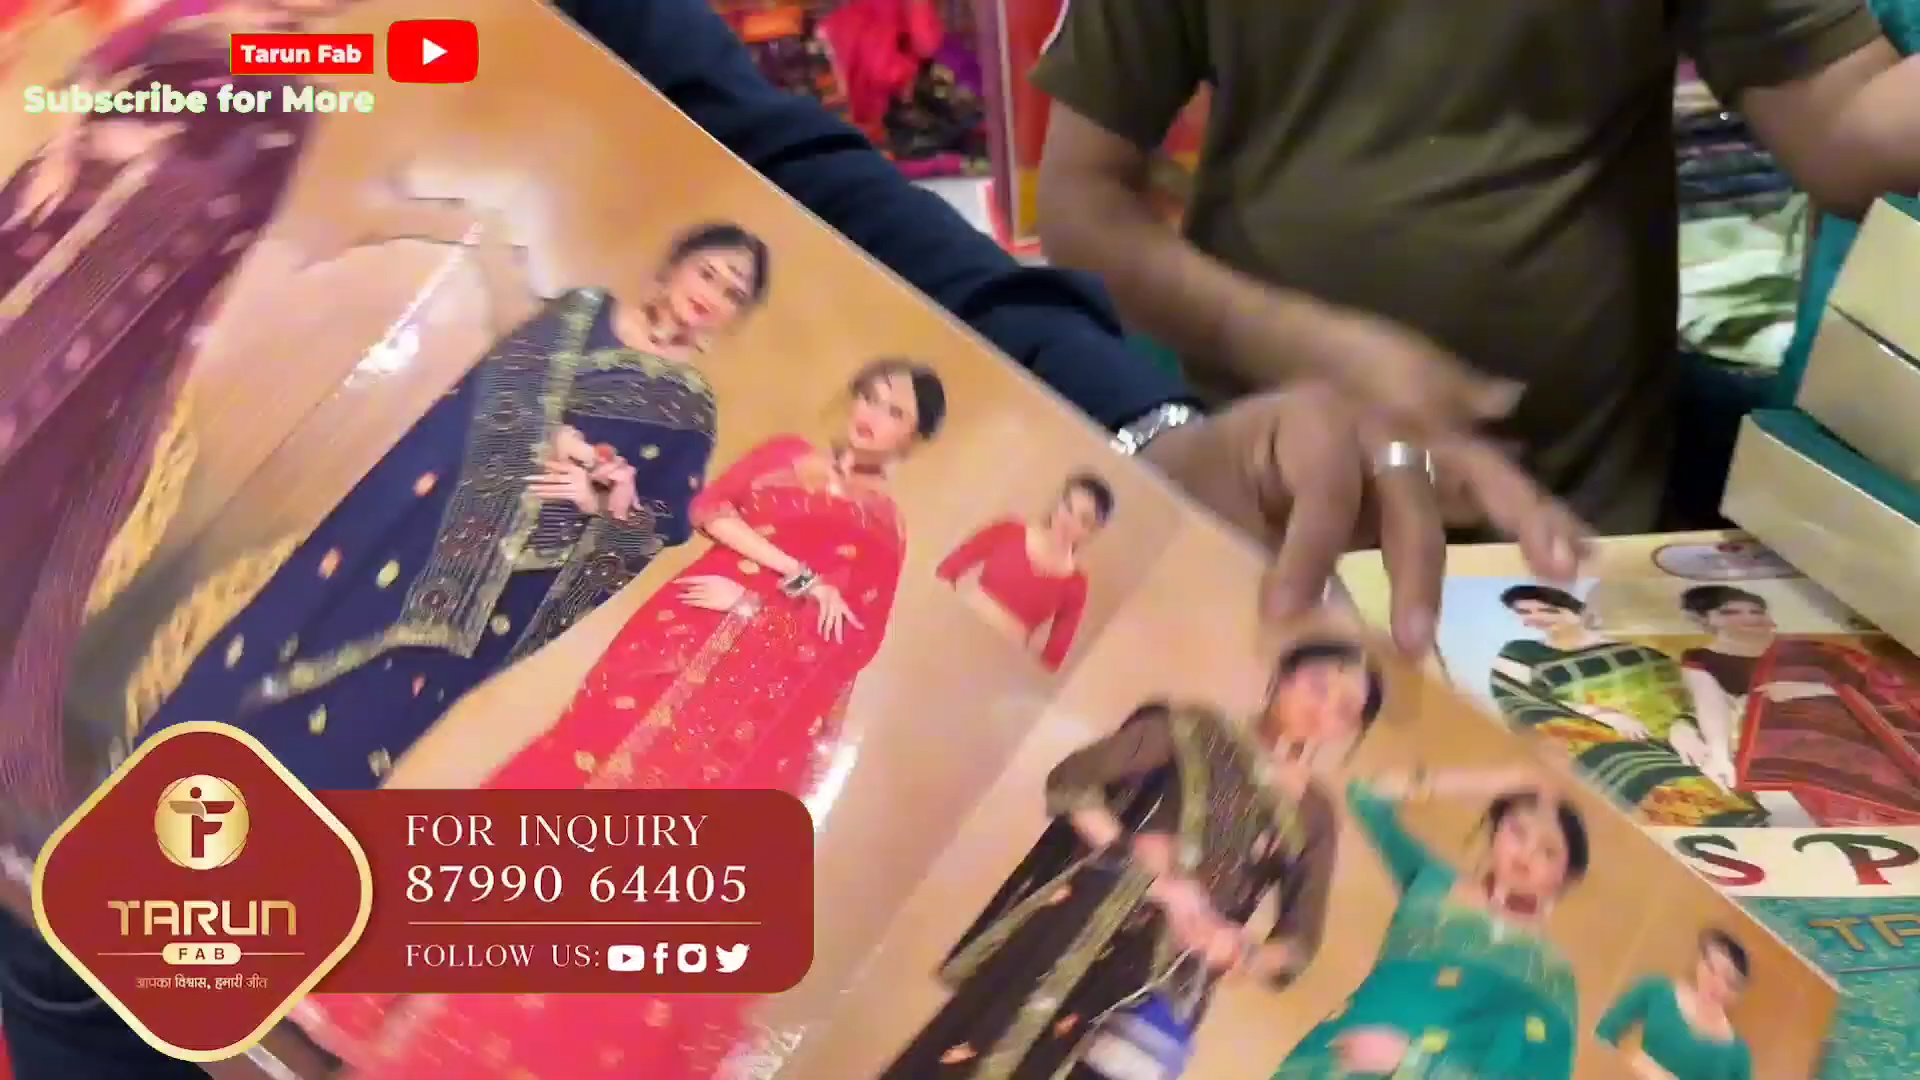 Tarun Fab
Subscribe for More
FOR INQUIRY
87990 64405
FOLLOW US:
TARUN
FAB
आपका विश्वास, हमारी जीत
S P